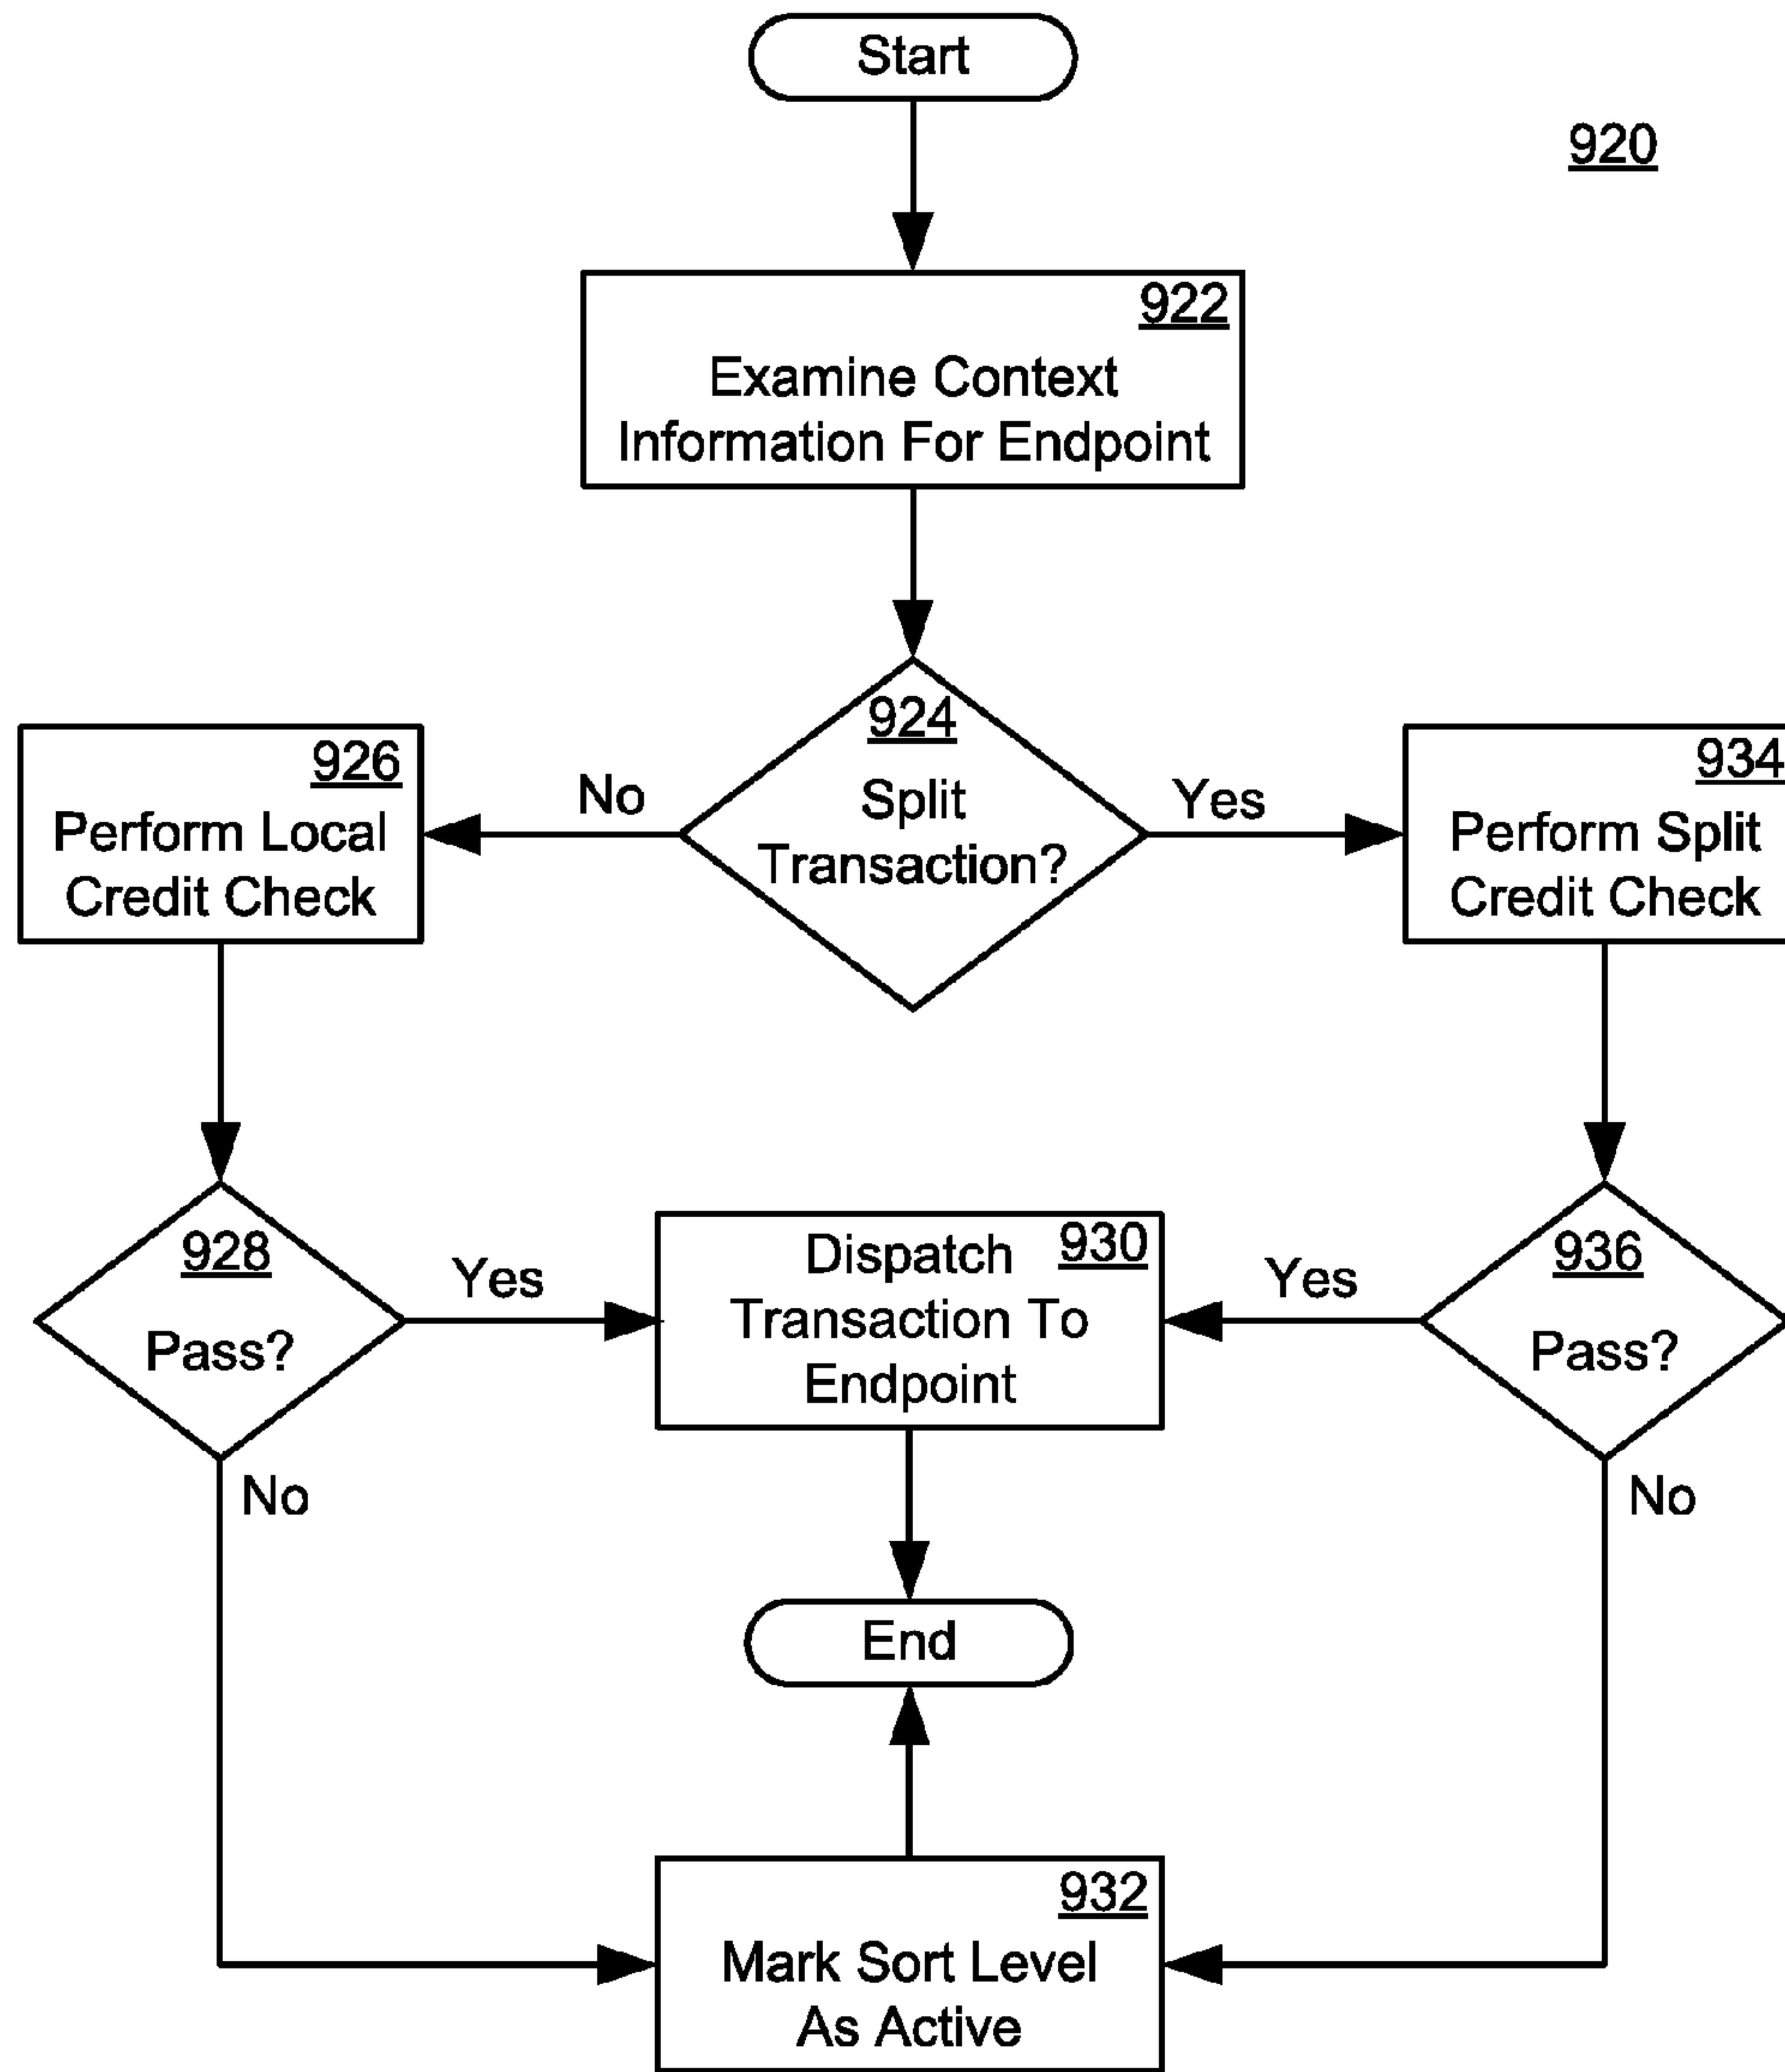 Start
920
922
Examine Context
Information For Endpoint
924
Split
Transaction?
No
Yes
926
Perform Local
Credit Check
934
Perform Split
Credit Check
928
Pass?
Yes
No
930
Dispatch
Transaction To
Endpoint
936
Pass?
Yes
No
End
932
Mark Sort Level
As Active